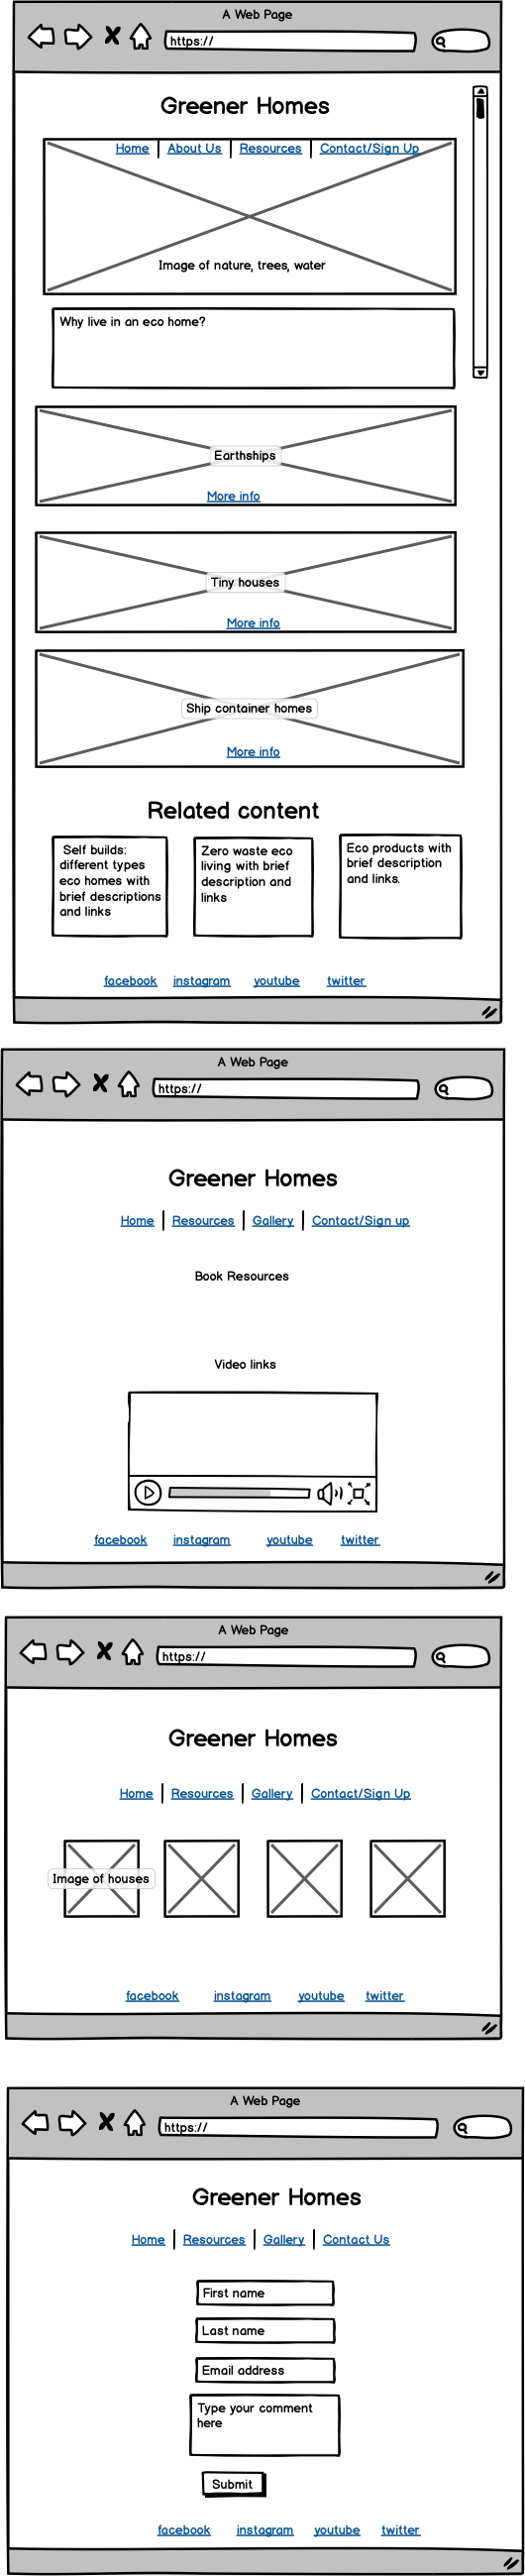 A Web Page
https://
Greener Homes
Home About Us Resources Contact/Sign Up
Image of nature, trees, water
Why live in an eco home?
Earthships
More info
Tiny houses
More info
Ship container homes
More info
Related content
Self builds:
different types
eco homes with
brief descriptions
and links
Zero waste eco
living with brief
description and
links
Eco products with
brief description
and links.
facebook instagram youtube twitter
A Web Page
https://
Greener Homes
Home Resources Gallery Contact/Sign up
Book Resources
Video links
facebook instagram youtube twitter
A Web Page
https://
Greener Homes
Home Resources Gallery Contact/Sign Up
Image of houses
facebook instagram youtube twitter
A Web Page
https://
Greener Homes
Home Resources Gallery Contact Us
First name
Last name
Email address
Type your comment
here
Submit
facebook instagram youtube twitter